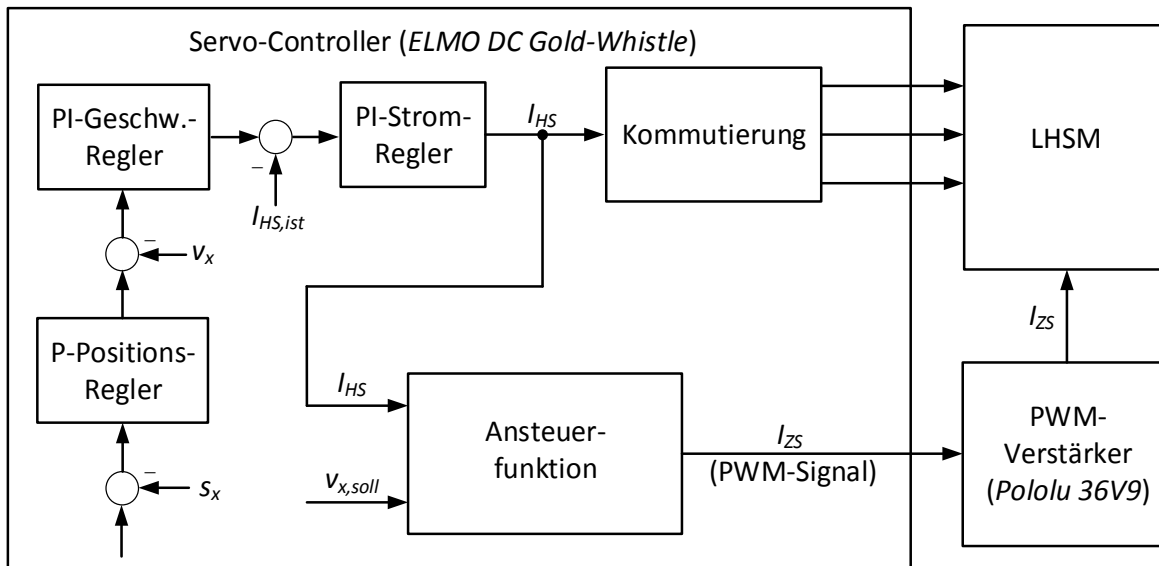 Servo-Controller (ELMO DC Gold-Whistle)
PI-Geschw.-
Regler
PI-Strom-
Regler
I_HS
Kommutierung
LHSM
–
I_HS,ist
–
v_x
P-Positions-
Regler
I_HS
Ansteuer-
funktion
v_x,soll
I_ZS
(PWM-Signal)
I_ZS
PWM-
Verstärker
(Pololu 36V9)
–
s_x